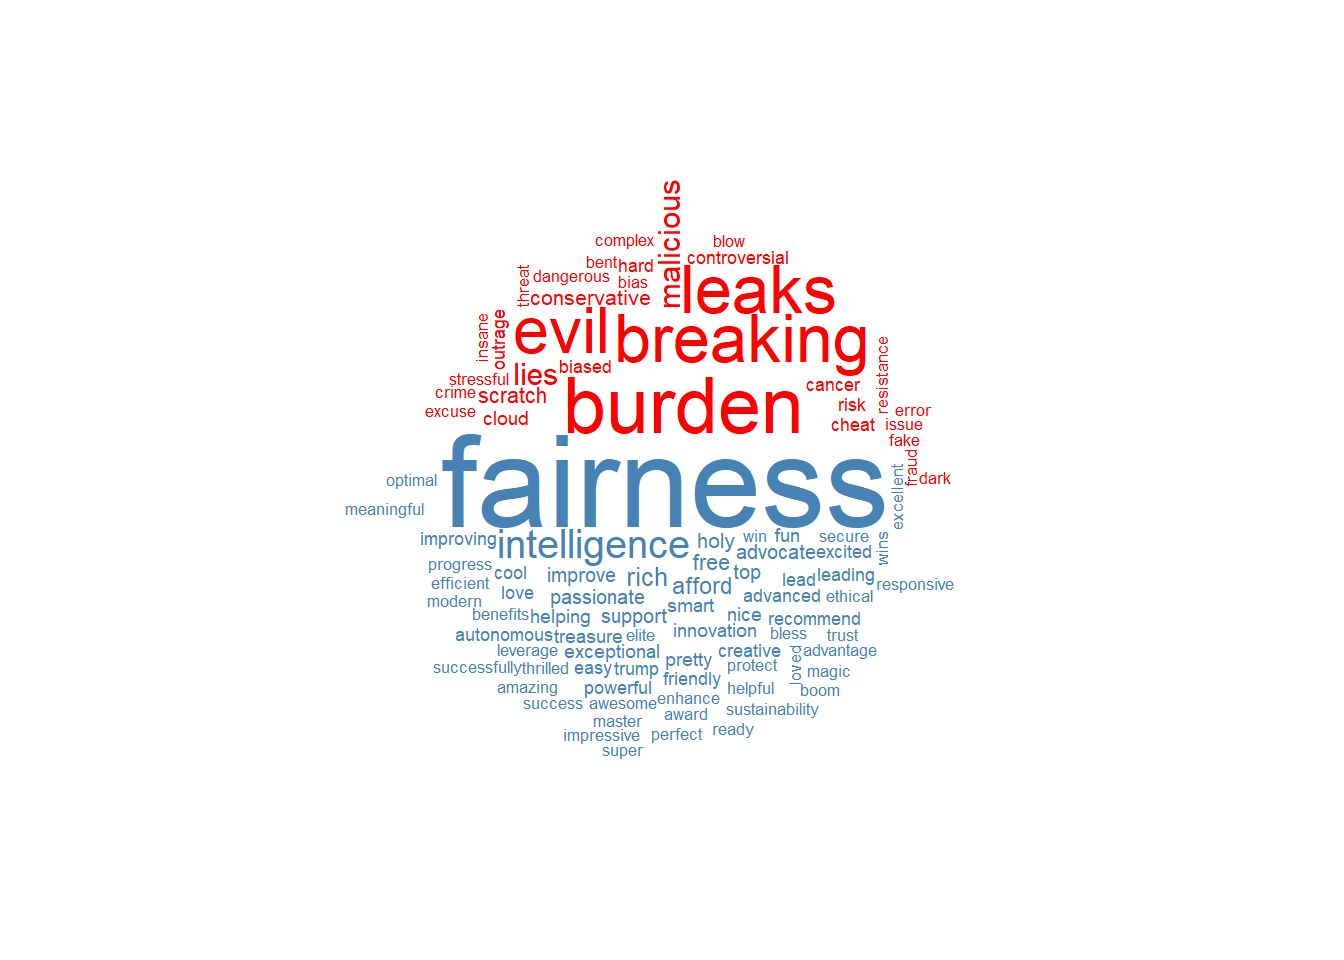 malicious
complex
blow
controversial
bent
hard
threat
dangerous
bias
leaks
conservative
evil
breaking
insane
outrage
resistance
biased
lies
stressful
burden
cancer
crime
scratch
risk
excuse
cloud
cheat
error
issue
fake
fairness
fraud
dark
optimal
excellent
meaningful
improving
intelligence
holy
win
fun
secure
wins
advocate
excited
progress
cool
improve
rich
free
top
lead
leading
efficient
love
passionate
afford
advanced
ethical
responsive
modern
smart
benefits
helping
support
nice
recommend
autonomous
treasure
elite
innovation
bless
trust
leverage
exceptional
pretty
creative
loved
advantage
successfully
thrilled
easy
trump
friendly
protect
magic
amazing
powerful
helpful
boom
success
awesome
enhance
sustainability
master
award
impressive
perfect
ready
super